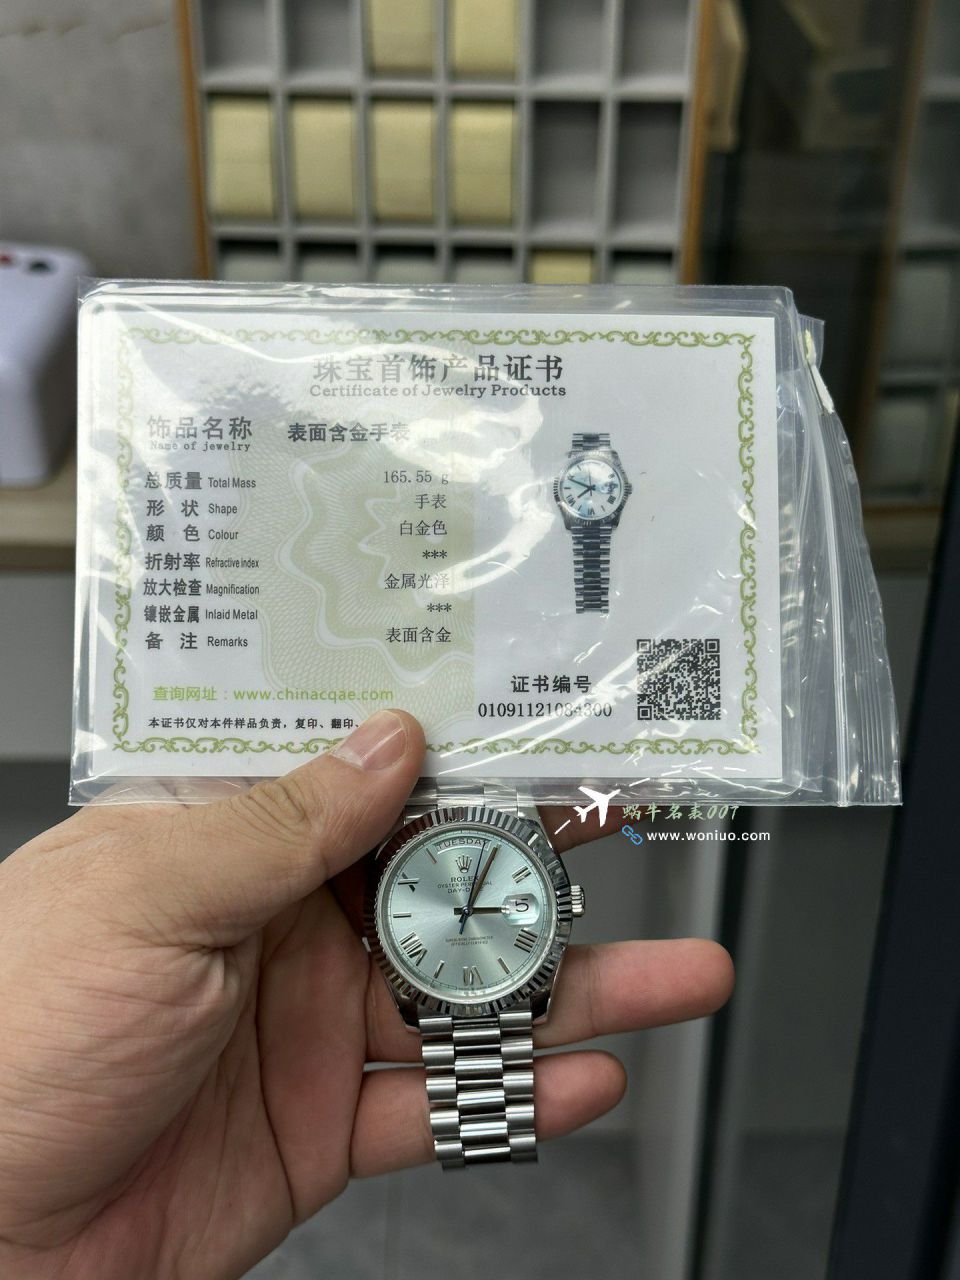 珠宝首饰产品证书
Certificate of Jewelry Products
饰品名称 表面含金手表
Name of jewelry
总质量 Total Mass 165.55 g
形 状 Shape 手表
颜 色 Colour 白金色
折射率 Refractive index ***
放大检查 Magnification 金属光泽
镶嵌金属 Inlaid Metal ***
备 注 Remarks 表面含金
证书编号
01091121084300
查询网址：www.chinacqae.com
本证书仅对本件样品负责，复印、翻印、
蜗牛名表007
www.woniuo.com
TUESDAY
ROLEX
OYSTER PERPETUAL
DAY-DATE
5
SUPERLATIVE CHRONOMETER
OFFICIALLY CERTIFIED